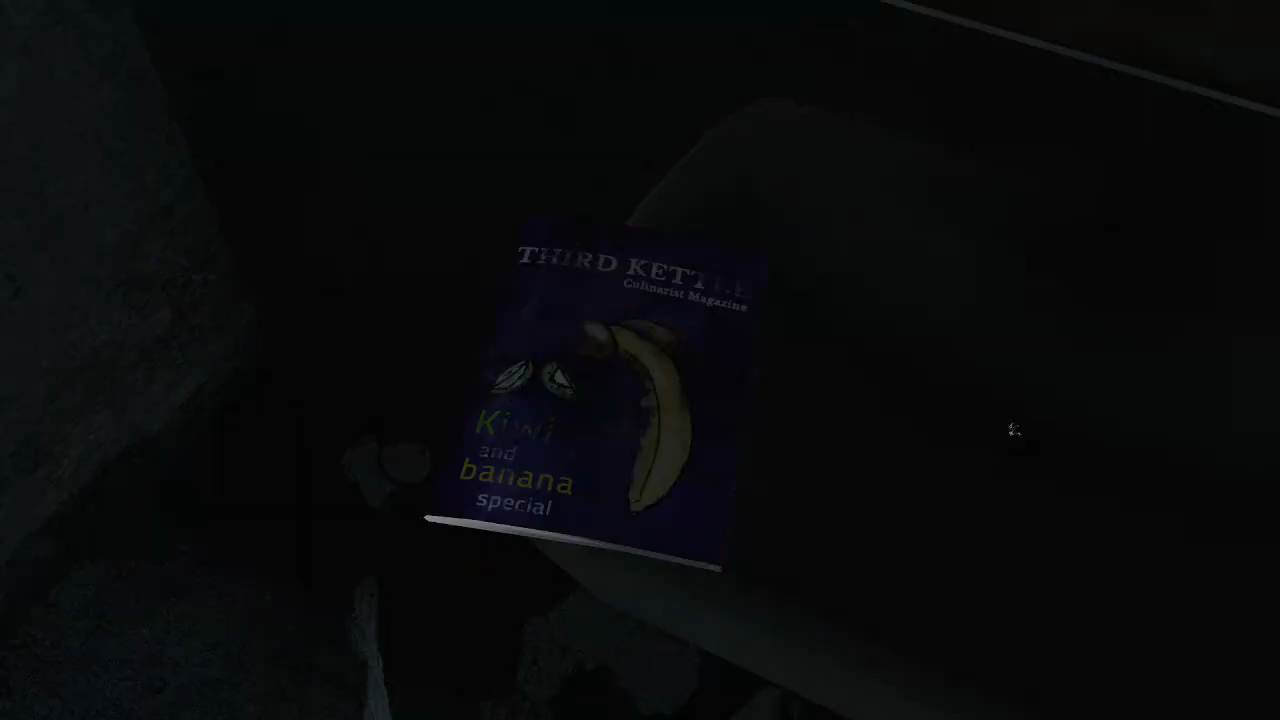 THIRD KETTLE
Culinarist Magazine
Kiwi
and
banana
special